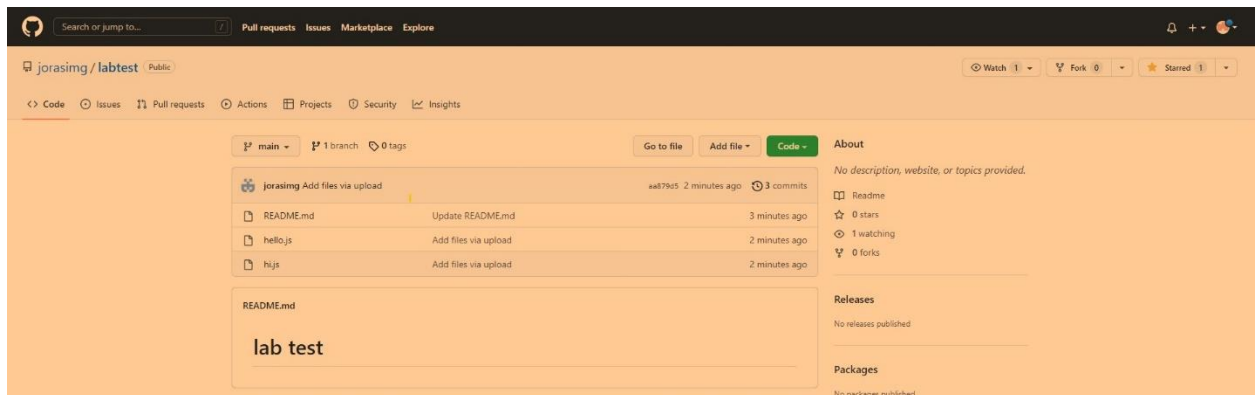 Search or jump to... /
Pull requests Issues Marketplace Explore
jorasimg / labtest Public
Watch 1 Fork 0 Starred 1
Code Issues Pull requests Actions Projects Security Insights
main 1 branch 0 tags Go to file Add file Code
jorasimg Add files via upload aa879d5 2 minutes ago 3 commits
README.md Update README.md 3 minutes ago
hello.js Add files via upload 2 minutes ago
hi.js Add files via upload 2 minutes ago
README.md
lab test
About
No description, website, or topics provided.
Readme
0 stars
1 watching
0 forks
Releases
No releases published
Packages
No packages published